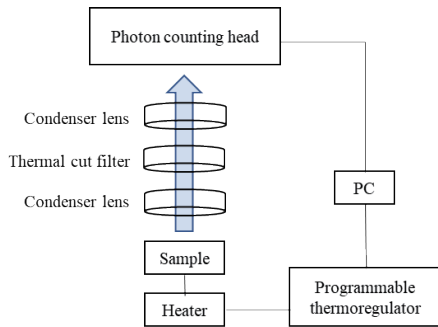 Photon counting head
Condenser lens
Thermal cut filter
Condenser lens
PC
Sample
Heater
Programmable
thermoregulator